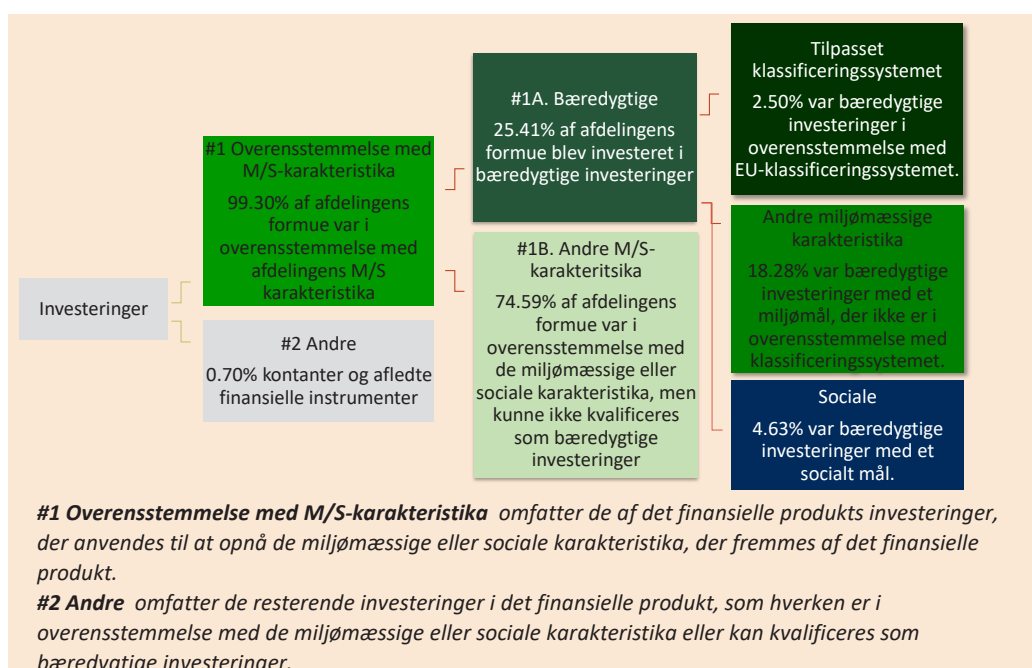 Investeringer
#1 Overensstemmelse med
M/S-karakteristika
99.30% af afdelingens
formue var i
overensstemmelse med
afdelingens M/S
karakteristika
#2 Andre
0.70% kontanter og afledte
finansielle instrumenter
#1A. Bæredygtige
25.41% af afdelingens
formue blev investeret i
bæredygtige investeringer
#1B. Andre M/S-
karakteritsika
74.59% af afdelingens
formue var i
overensstemmelse med
de miljømæssige eller
sociale karakteristika, men
kunne ikke kvalificeres
som bæredygtige
investeringer
Tilpasset
klassificeringssystemet
2.50% var bæredygtige
investeringer i
overensstemmelse med
EU-klassificeringssystemet.
Andre miljømæssige
karakteristika
18.28% var bæredygtige
investeringer med et
miljømål, der ikke er i
overensstemmelse med
klassificeringssystemet.
Sociale
4.63% var bæredygtige
investeringer med et
socialt mål.
#1 Overensstemmelse med M/S-karakteristika omfatter de af det finansielle produkts investeringer,
der anvendes til at opnå de miljømæssige eller sociale karakteristika, der fremmes af det finansielle
produkt.
#2 Andre omfatter de resterende investeringer i det finansielle produkt, som hverken er i
overensstemmelse med de miljømæssige eller sociale karakteristika eller kan kvalificeres som
bæredygtige investeringer.